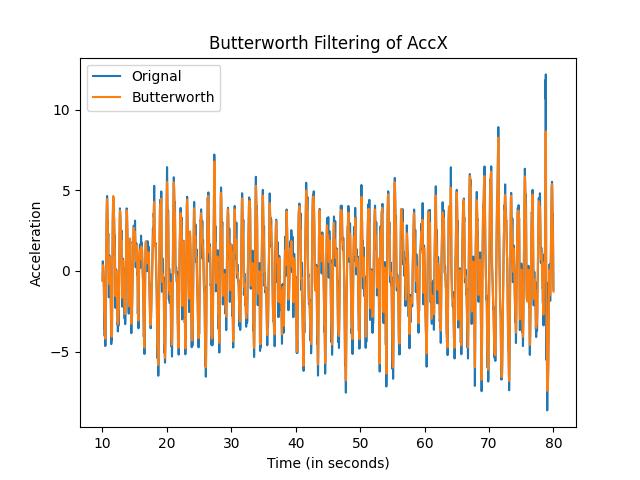 Butterworth Filtering of AccX
Orignal
Butterworth
Acceleration
10
5
0
−5
10
20
30
40
50
60
70
80
Time (in seconds)